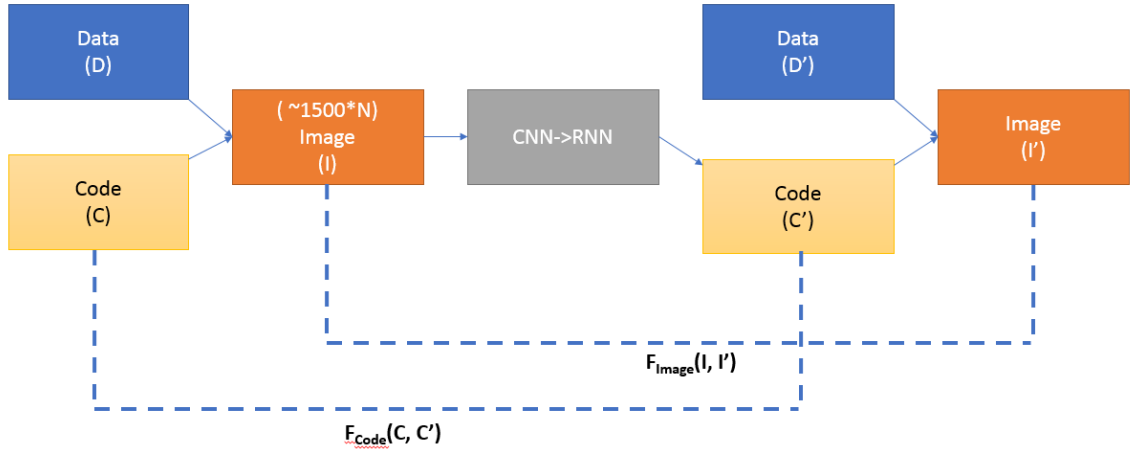 Data
(D)
Code
(C)
( ~1500*N)
Image
(I)
CNN->RNN
Data
(D’)
Code
(C’)
Image
(I’)
FImage(I, I’)
FCode(C, C’)